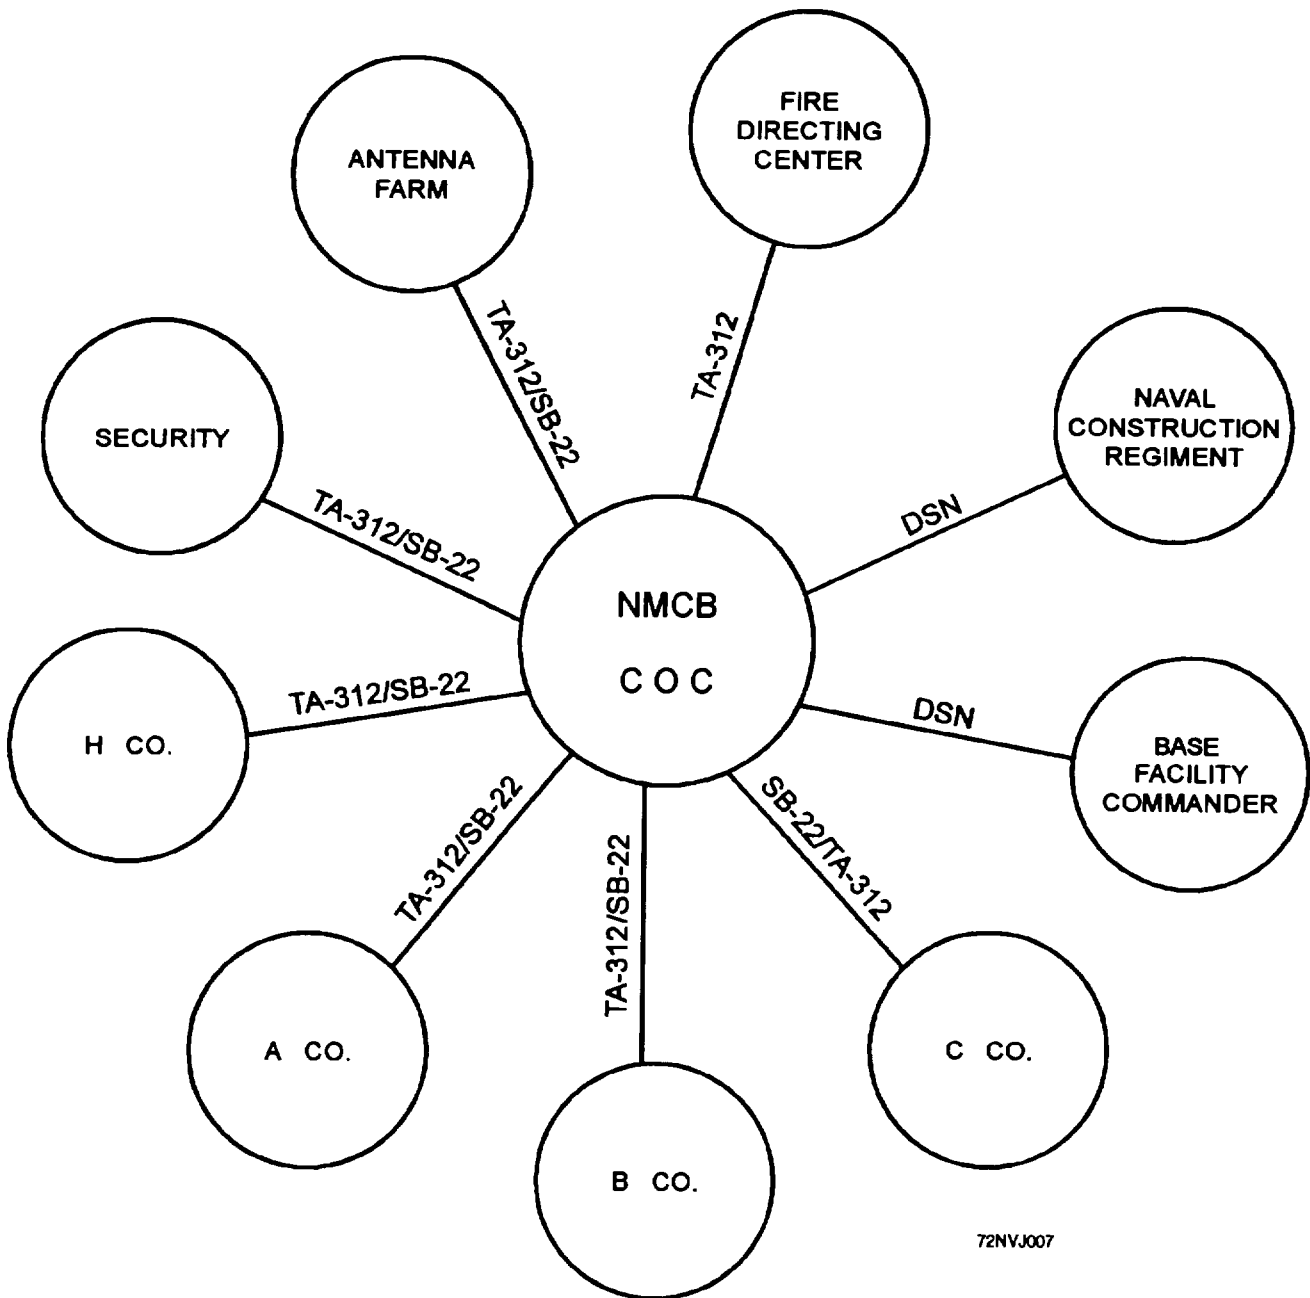 FIRE
DIRECTING
CENTER
ANTENNA
FARM
TA-312/SB-22
TA-312
NAVAL
CONSTRUCTION
REGIMENT
SECURITY
TA-312/SB-22
DSN
NMCB
C O C
TA-312/SB-22
DSN
H CO.
BASE
FACILITY
COMMANDER
TA-312/SB-22
TA-312/SB-22
SB-22/TA-312
A CO.
C CO.
B CO.
72NVJ007